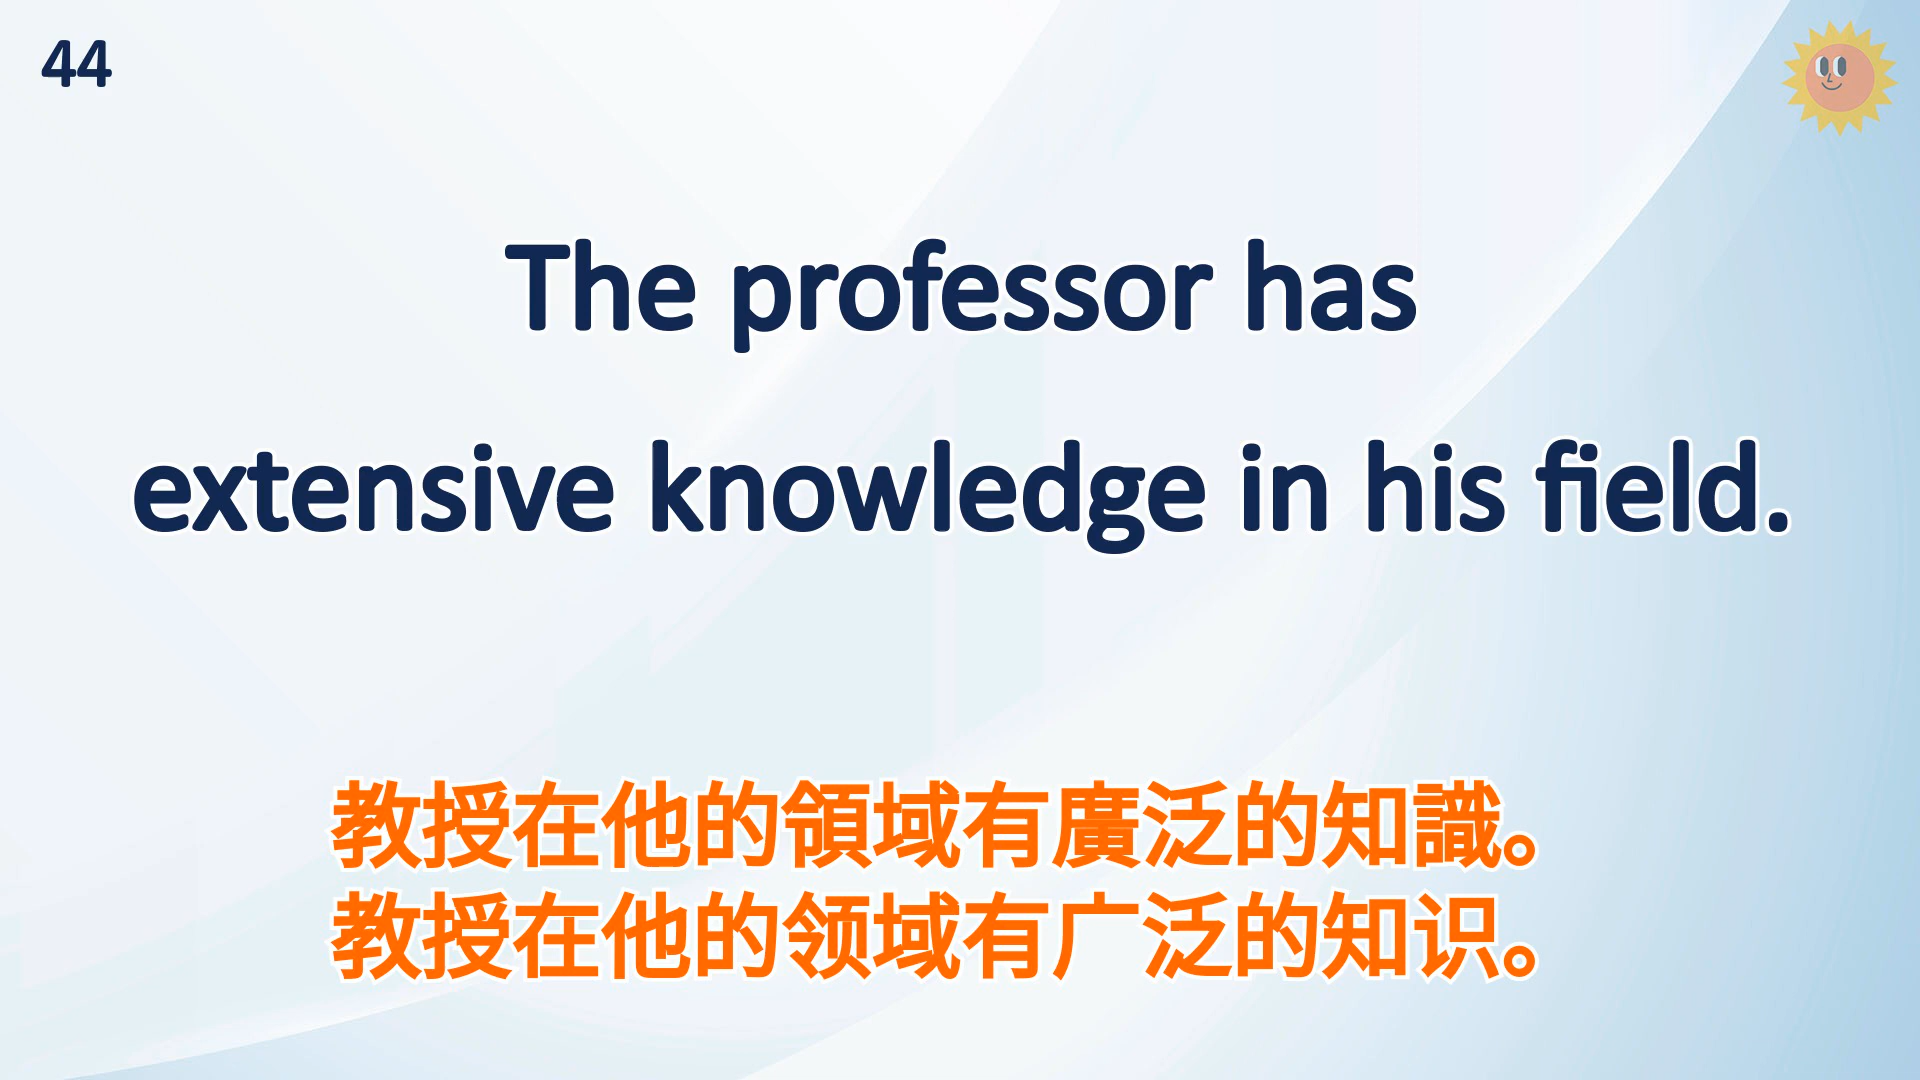 44
The professor has
extensive knowledge in his field.
教授在他的領域有廣泛的知識。
教授在他的领域有广泛的知识。